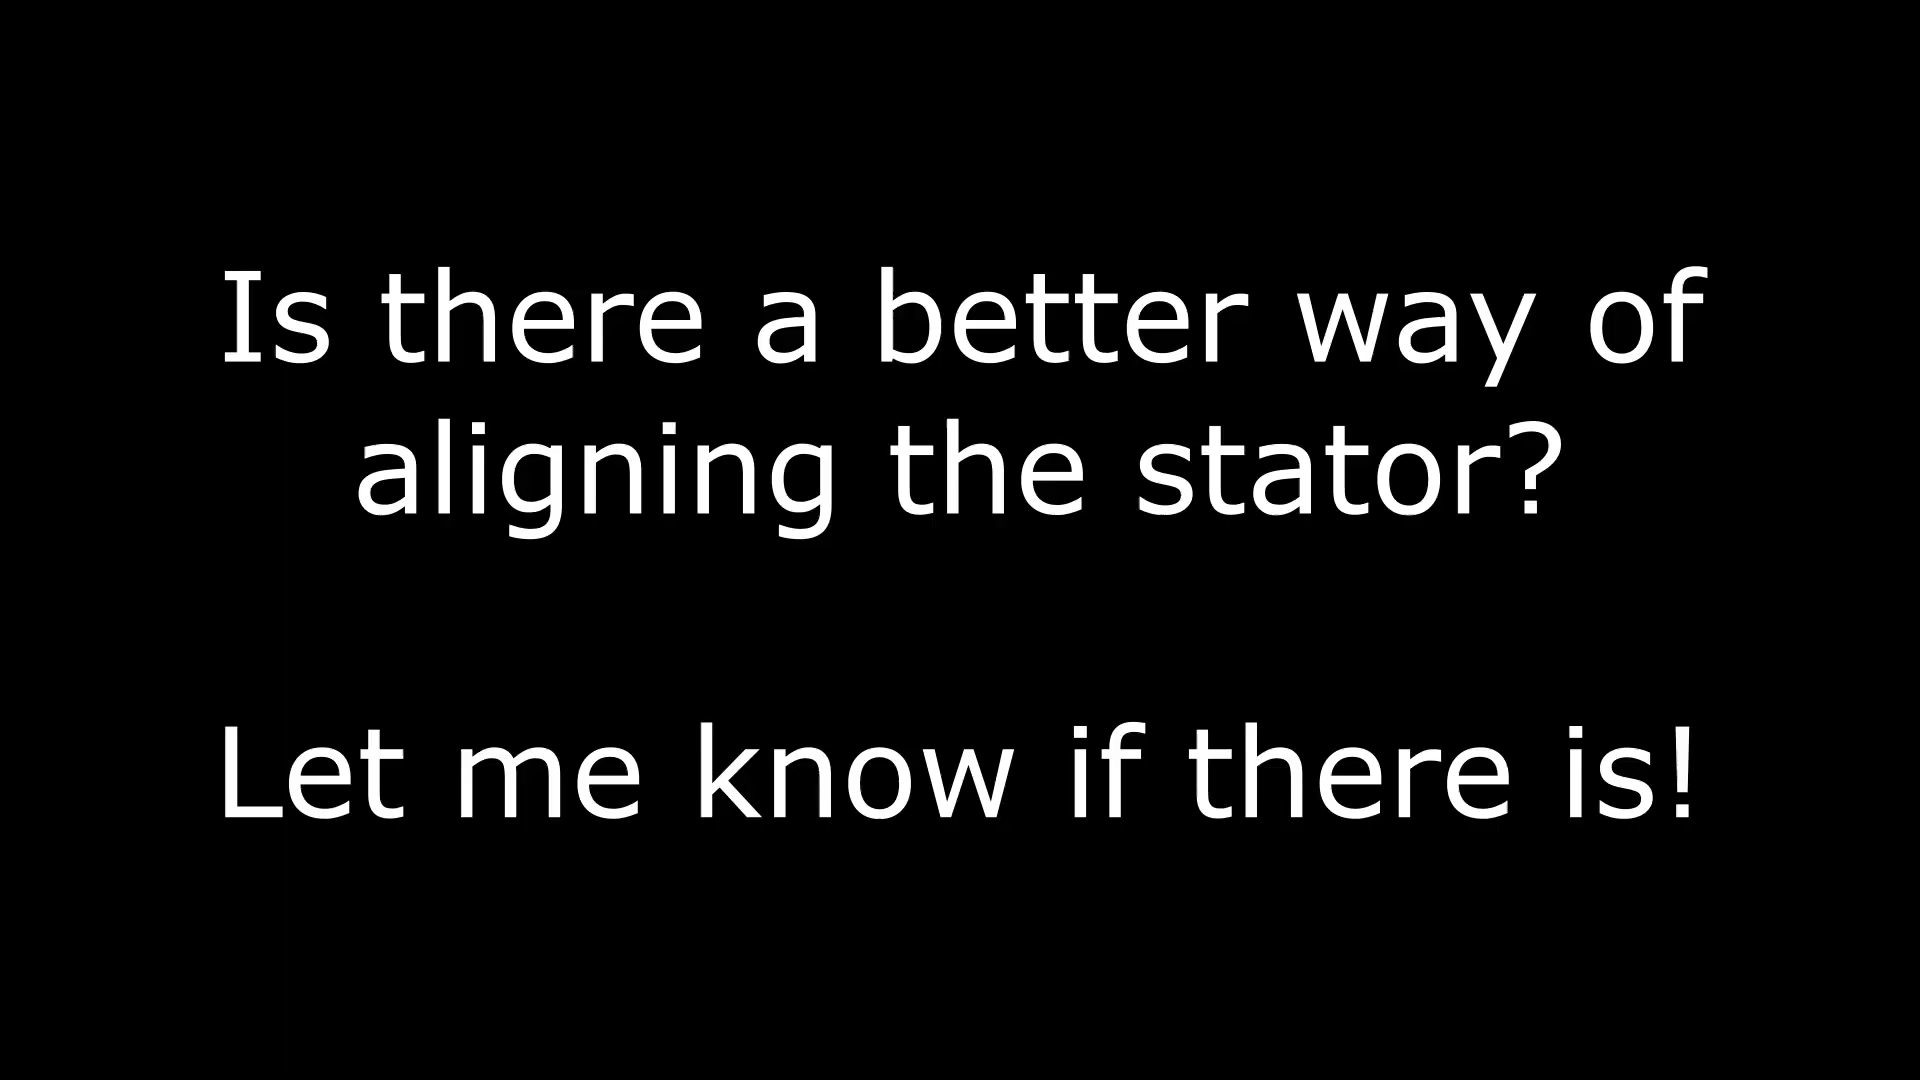 Is there a better way of
aligning the stator?
Let me know if there is!